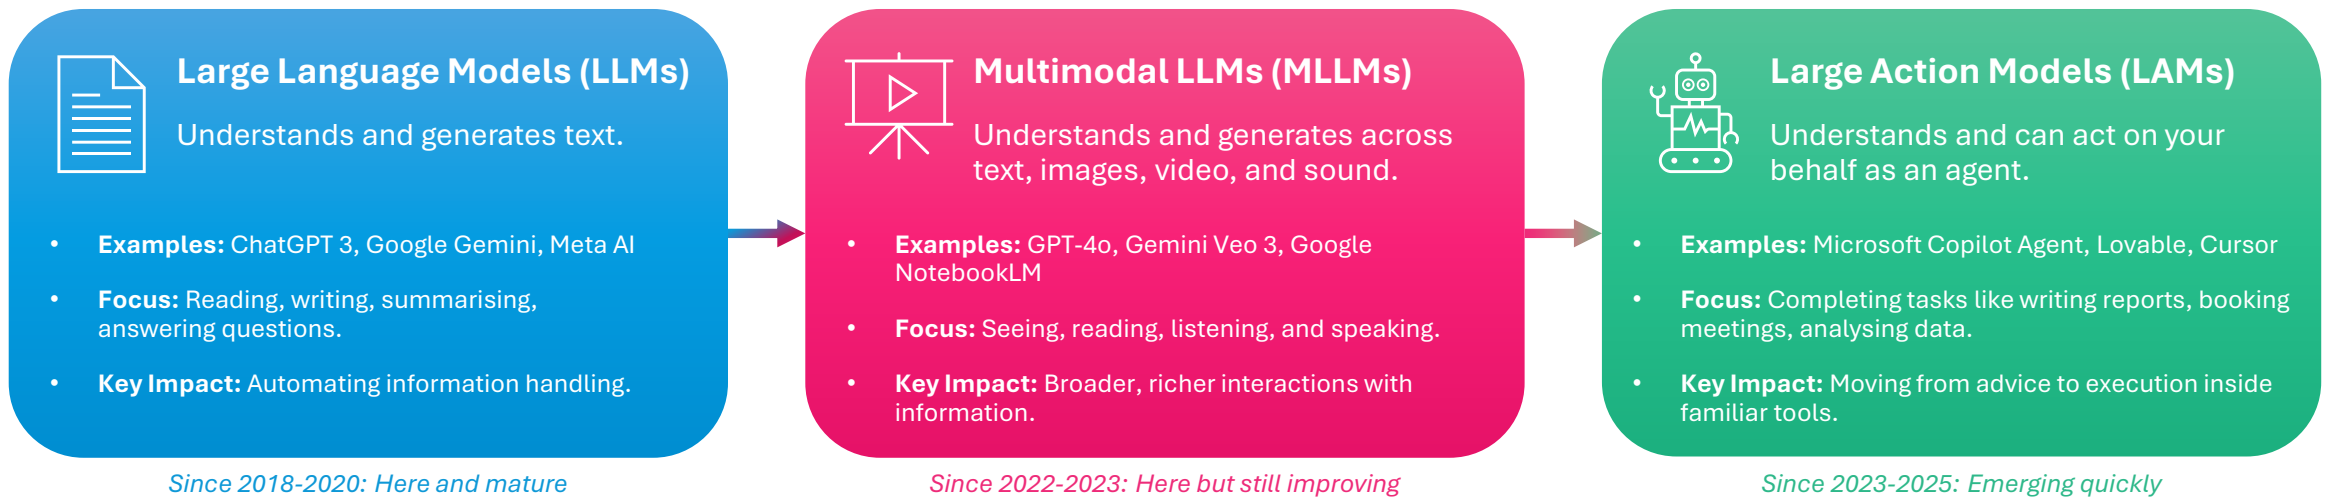 Large Language Models (LLMs)
Understands and generates text.
• Examples: ChatGPT 3, Google Gemini, Meta AI
• Focus: Reading, writing, summarising,
answering questions.
• Key Impact: Automating information handling.
Since 2018-2020: Here and mature
Multimodal LLMs (MLLMs)
Understands and generates across
text, images, video, and sound.
• Examples: GPT-4o, Gemini Veo 3, Google
NotebookLM
• Focus: Seeing, reading, listening, and speaking.
• Key Impact: Broader, richer interactions with
information.
Since 2022-2023: Here but still improving
Large Action Models (LAMs)
Understands and can act on your
behalf as an agent.
• Examples: Microsoft Copilot Agent, Lovable, Cursor
• Focus: Completing tasks like writing reports, booking
meetings, analysing data.
• Key Impact: Moving from advice to execution inside
familiar tools.
Since 2023-2025: Emerging quickly